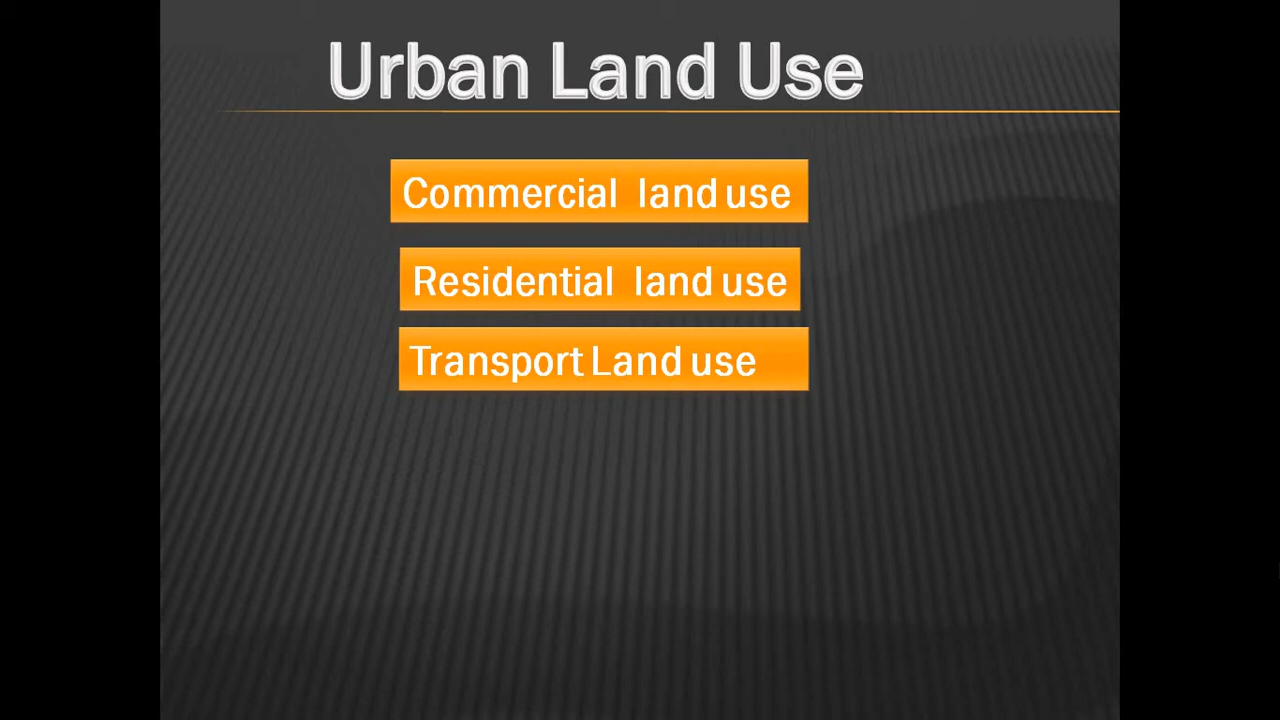 Urban Land Use
Commercial land use
Residential land use
Transport Land use